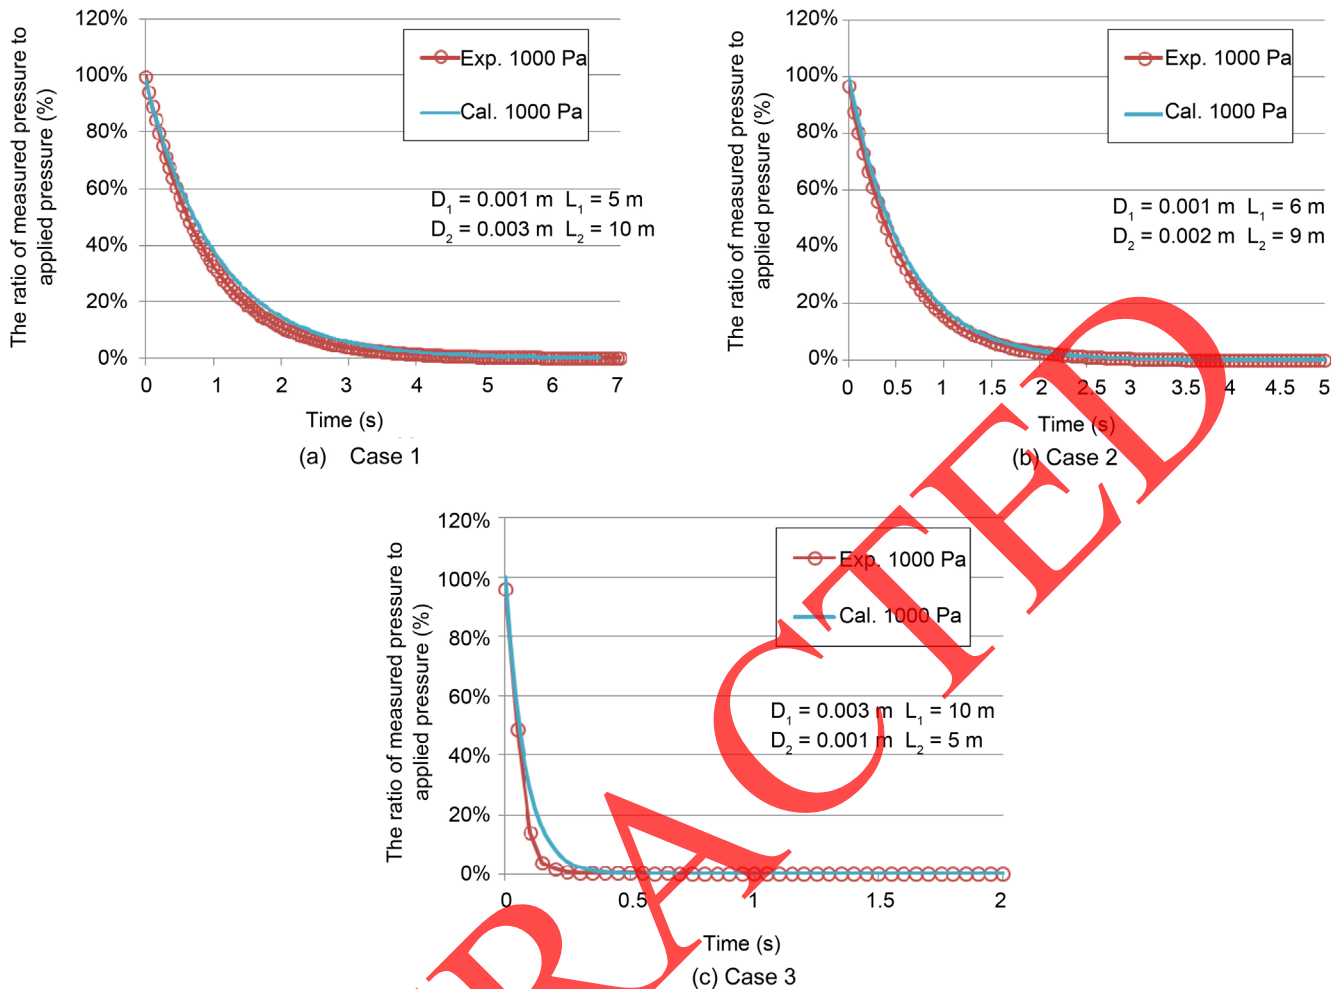 The ratio of measured pressure to
applied pressure (%)
120%
100%
80%
60%
40%
20%
0%
Exp. 1000 Pa
Cal. 1000 Pa
D₁ = 0.001 m L₁ = 5 m
D₂ = 0.003 m L₂ = 10 m
0 1 2 3 4 5 6 7
Time (s)
(a) Case 1
The ratio of measured pressure to
applied pressure (%)
120%
100%
80%
60%
40%
20%
0%
Exp. 1000 Pa
Cal. 1000 Pa
D₁ = 0.001 m L₁ = 6 m
D₂ = 0.002 m L₂ = 9 m
0 0.5 1 1.5 2 2.5 3 3.5 4 4.5 5
Time (s)
(b) Case 2
The ratio of measured pressure to
applied pressure (%)
120%
100%
80%
60%
40%
20%
0%
Exp. 1000 Pa
Cal. 1000 Pa
D₁ = 0.003 m L₁ = 10 m
D₂ = 0.001 m L₂ = 5 m
0 0.5 1 1.5 2
Time (s)
(c) Case 3
RACTED